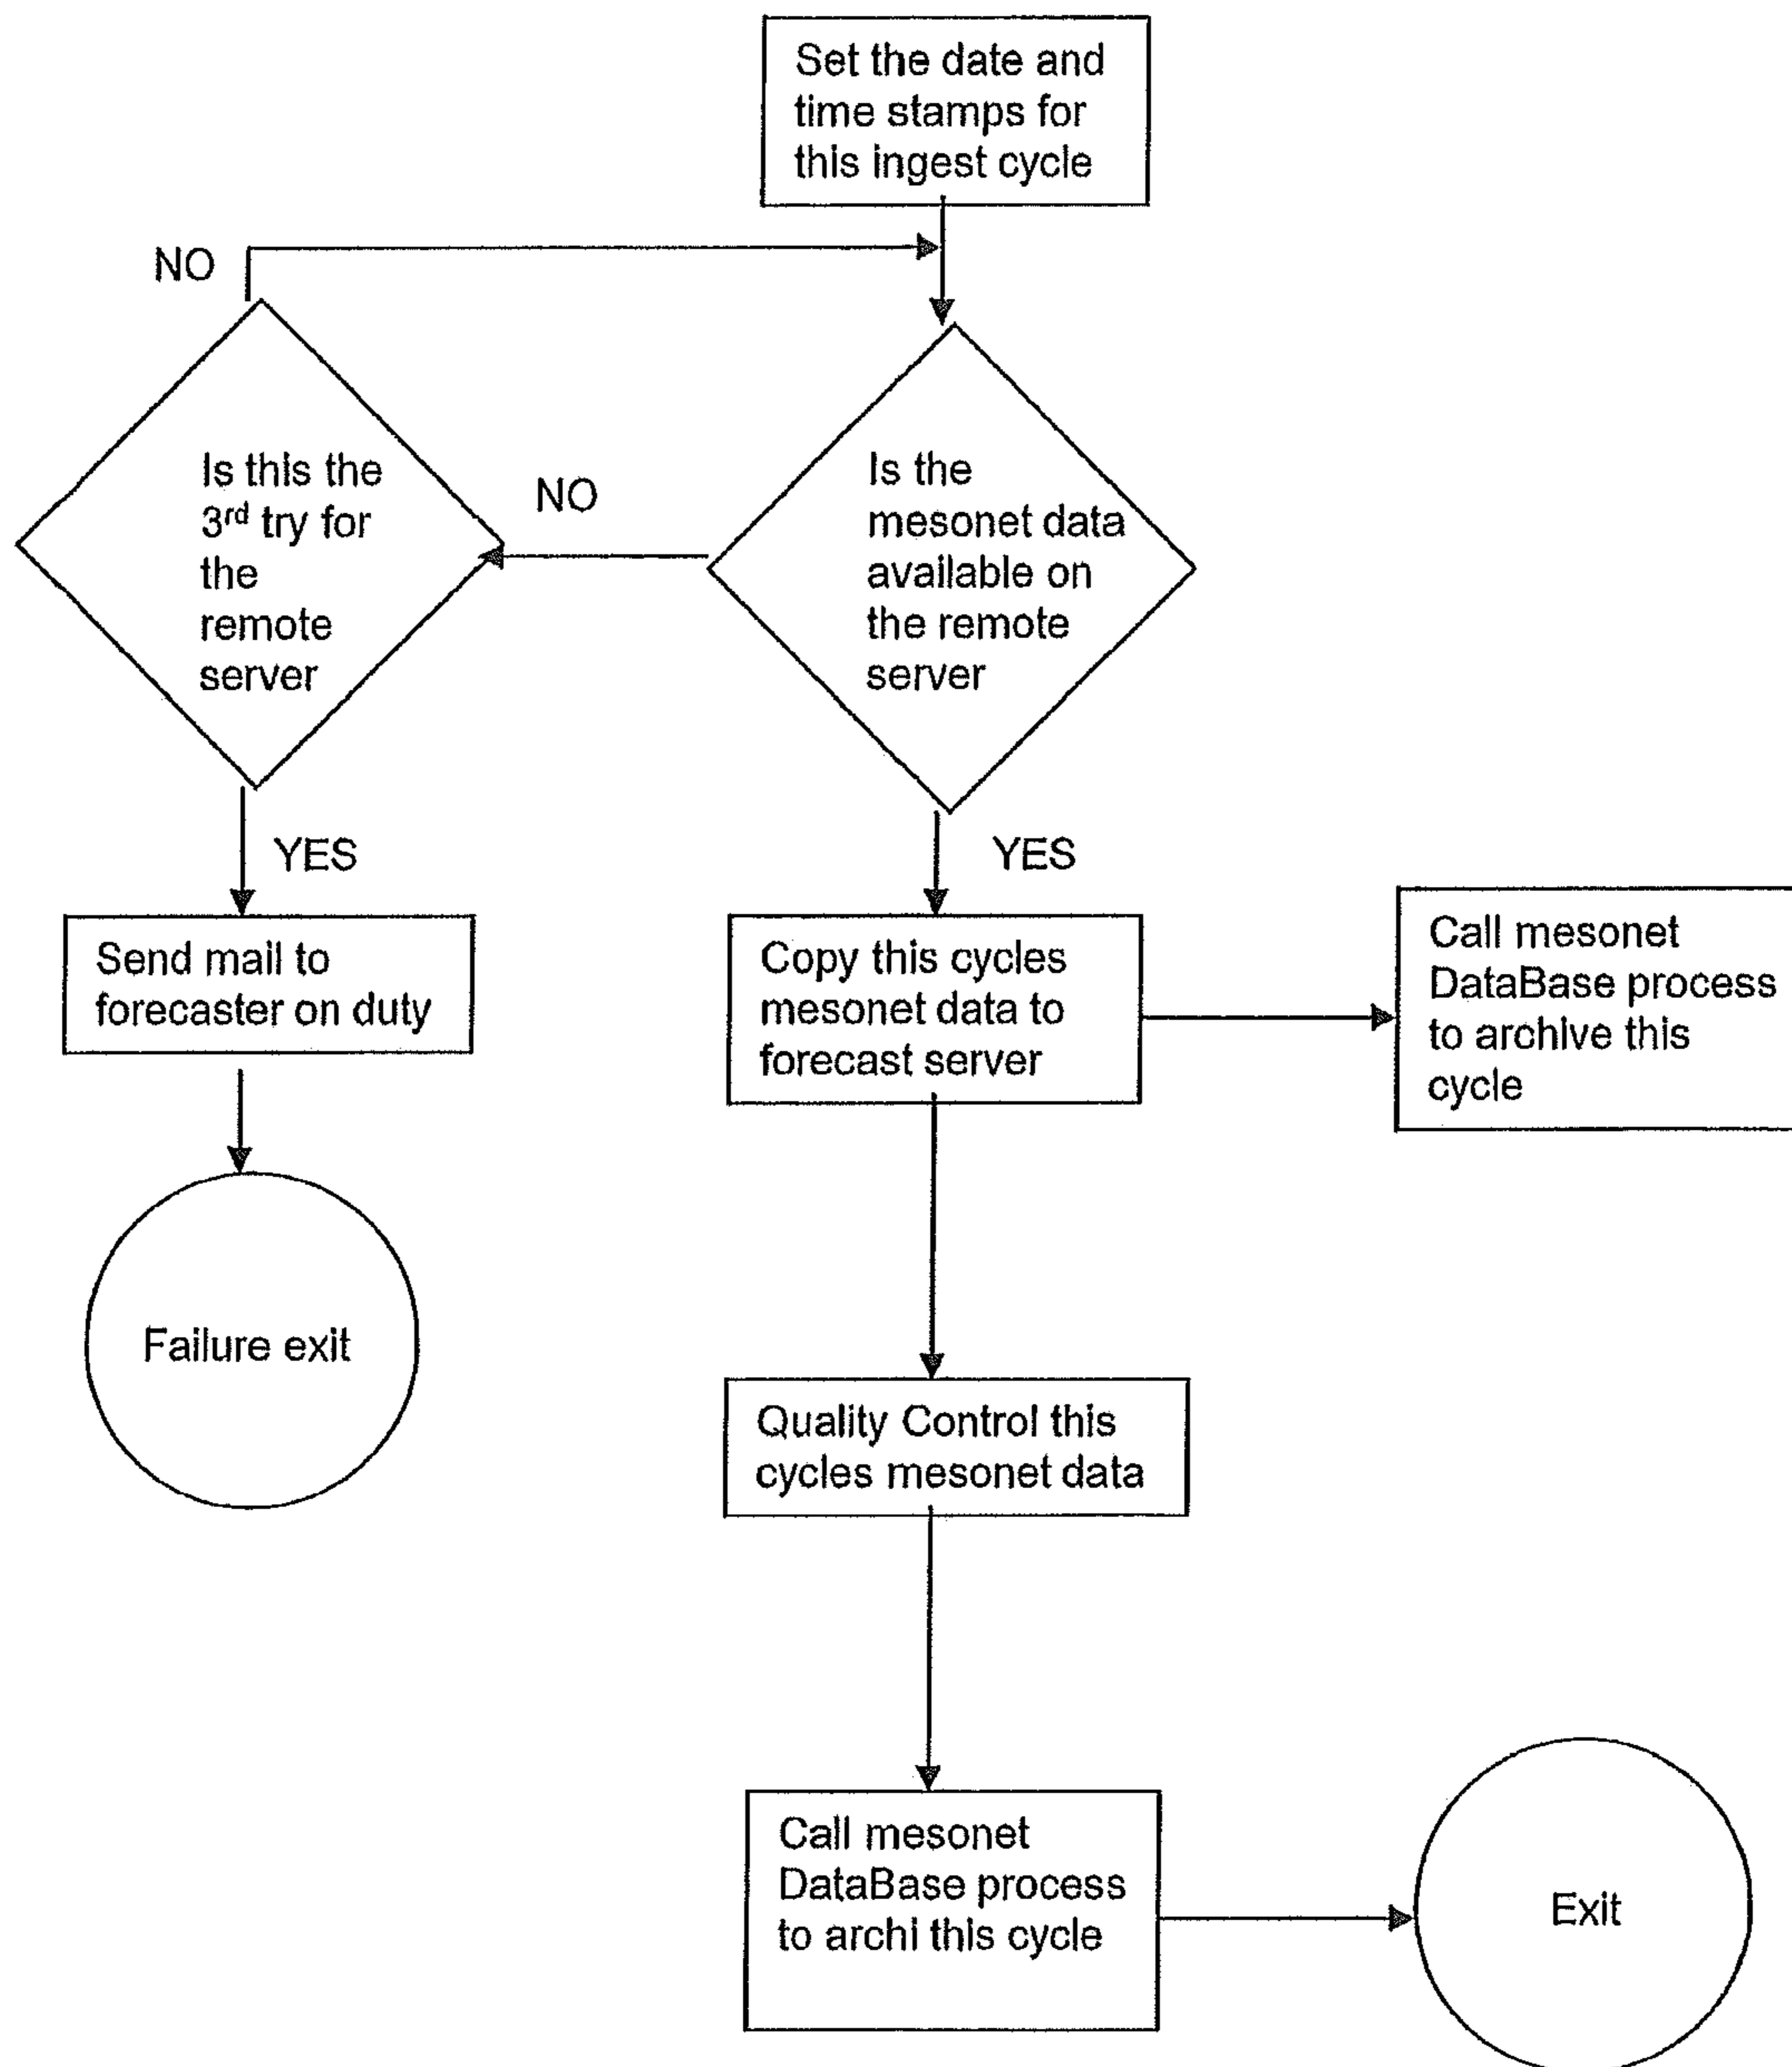 Set the date and
time stamps for
this ingest cycle
NO
Is this the
3rd try for
the
remote
server
NO
Is the
mesonet data
available on
the remote
server
YES
YES
Send mail to
forecaster on duty
Copy this cycles
mesonet data to
forecast server
Call mesonet
DataBase process
to archive this
cycle
Failure exit
Quality Control this
cycles mesonet data
Call mesonet
DataBase process
to archi this cycle
Exit